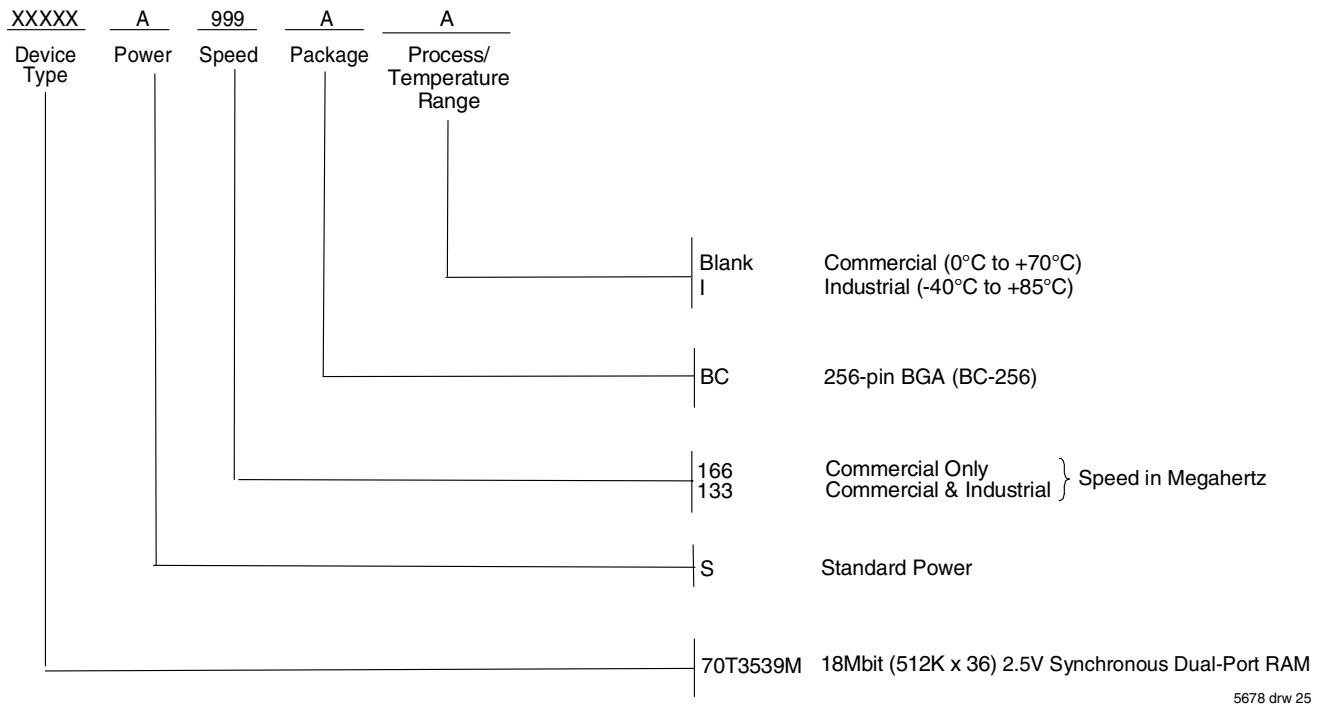 XXXXX A 999 A A
Device Type Power Speed Package Process/ Temperature Range
Blank Commercial (0°C to +70°C)
I Industrial (-40°C to +85°C)
BC 256-pin BGA (BC-256)
166 Commercial Only
133 Commercial & Industrial
Speed in Megahertz
S Standard Power
70T3539M 18Mbit (512K x 36) 2.5V Synchronous Dual-Port RAM
5678 drw 25